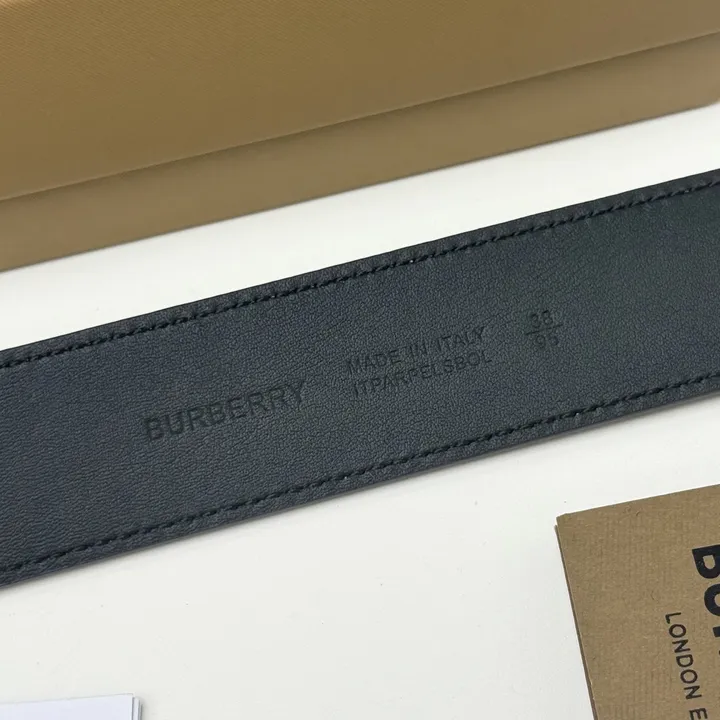 BURBERRY
MADE IN ITALY
ITPARPELSBOL
38
95
LONDON E